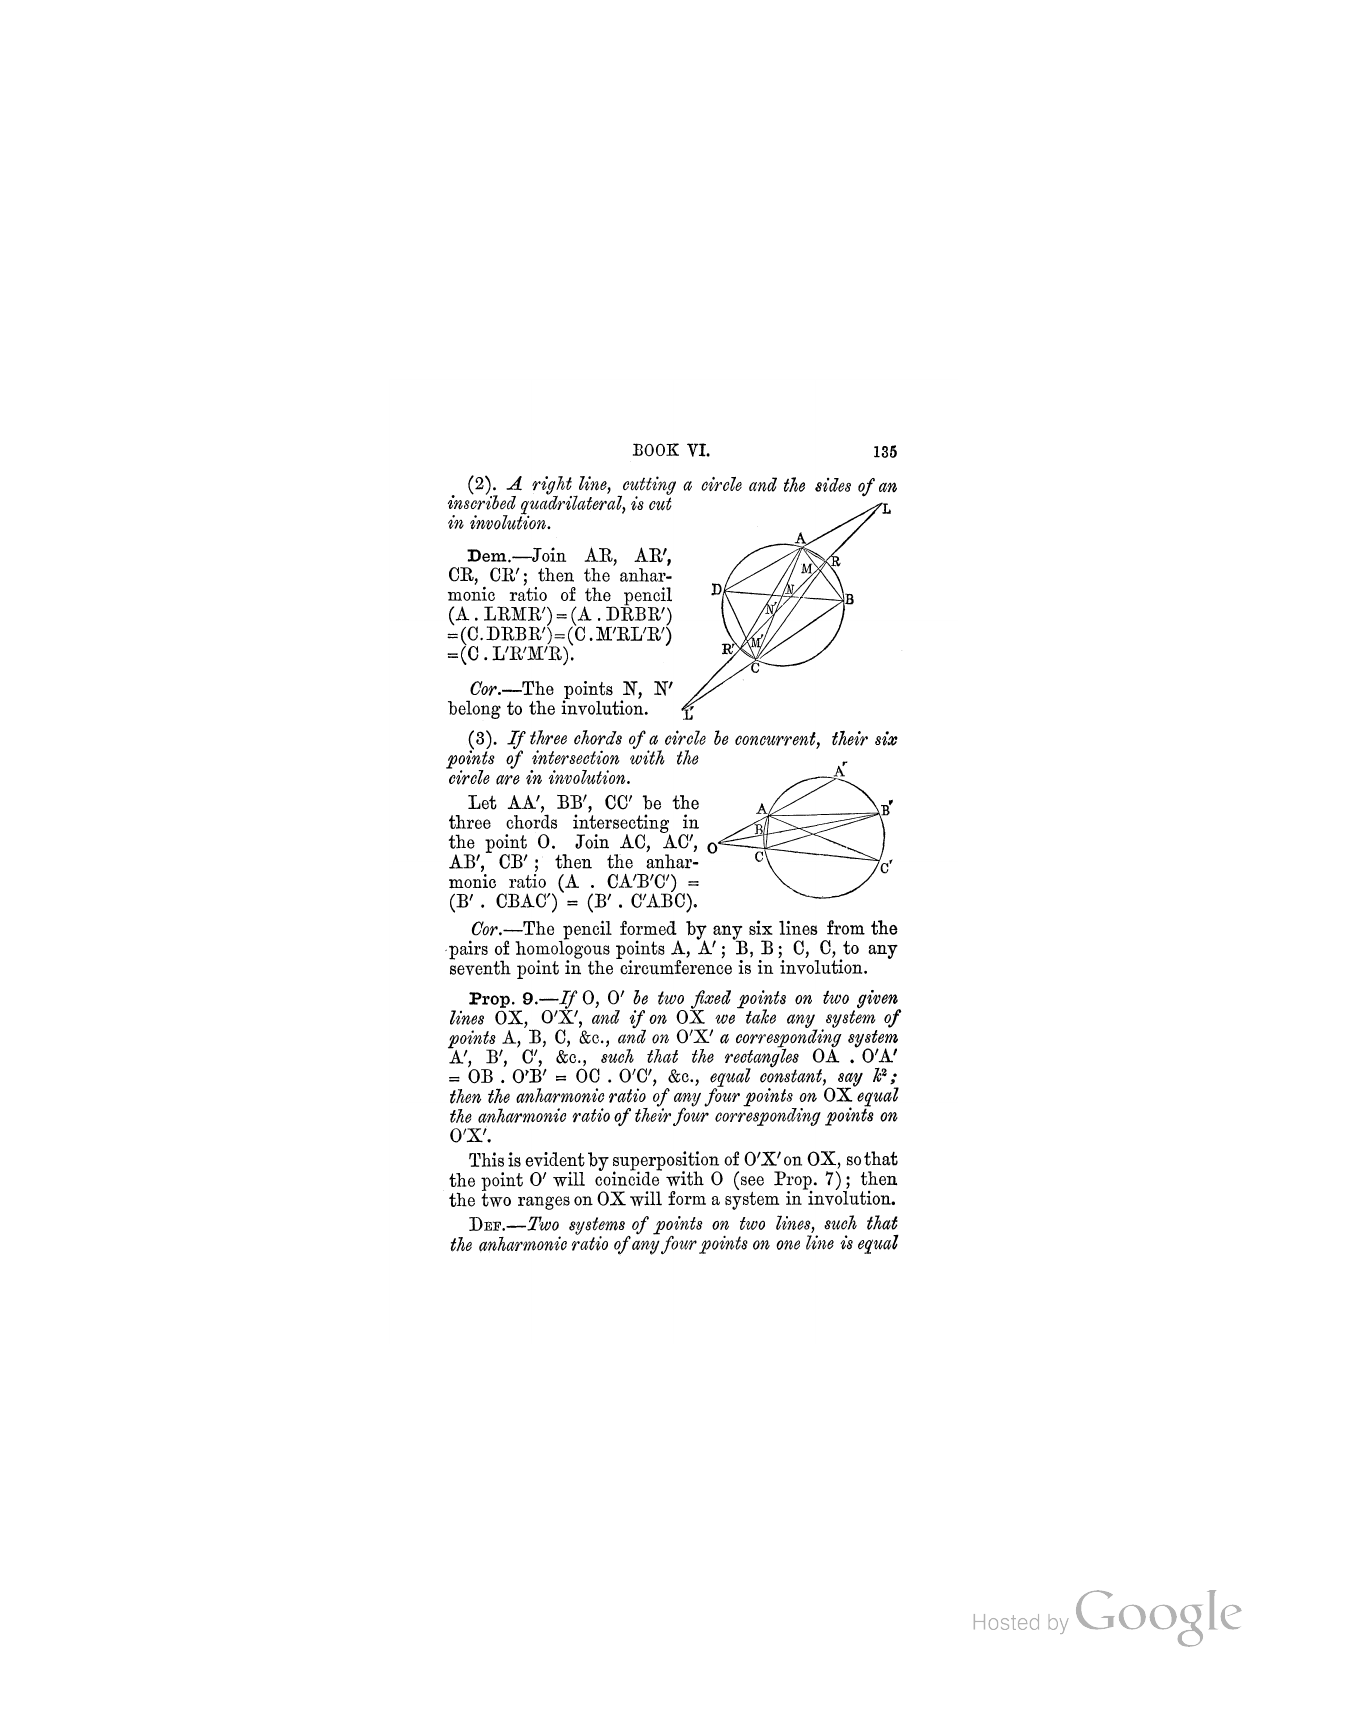 BOOK VI. 135
(2). A right line, cutting a circle and the sides of an
inscribed quadrilateral, is cut
in involution.
Dem.—Join AR, AR′,
CR, CR′; then the anhar-
monic ratio of the pencil
(A . LRMR′)=(A . DRBR′)
=(C.DRBR′)=(C.M′RL′R′)
=(C . L′R′M′R).
Cor.—The points N, N′
belong to the involution.
L
A
R
M
D
N
B
N′
M′
R′
C
L′
(3). If three chords of a circle be concurrent, their six
points of intersection with the
circle are in involution.
Let AA′, BB′, CC′ be the
three chords intersecting in
the point O. Join AC, AC′,
AB′, CB′; then the anhar-
monic ratio (A . CA′B′C′) =
(B′ . CBAC′) = (B′ . C′ABC).
A′
A
B′
B
O
C
C′
Cor.—The pencil formed by any six lines from the
pairs of homologous points A, A′; B, B; C, C, to any
seventh point in the circumference is in involution.
Prop. 9.—If O, O′ be two fixed points on two given
lines OX, O′X′, and if on OX we take any system of
points A, B, C, &c., and on O′X′ a corresponding system
A′, B′, C′, &c., such that the rectangles OA . O′A′
= OB . O′B′ = OC . O′C′, &c., equal constant, say k²;
then the anharmonic ratio of any four points on OX equal
the anharmonic ratio of their four corresponding points on
O′X′.
This is evident by superposition of O′X′ on OX, so that
the point O′ will coincide with O (see Prop. 7); then
the two ranges on OX will form a system in involution.
DEF.—Two systems of points on two lines, such that
the anharmonic ratio of any four points on one line is equal
Hosted by Google